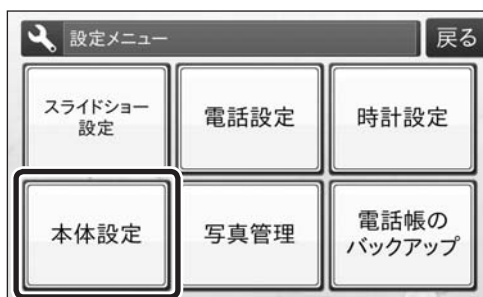 設定メニュー
戻る
スライドショー
設定
電話設定
時計設定
本体設定
写真管理
電話帳の
バックアップ